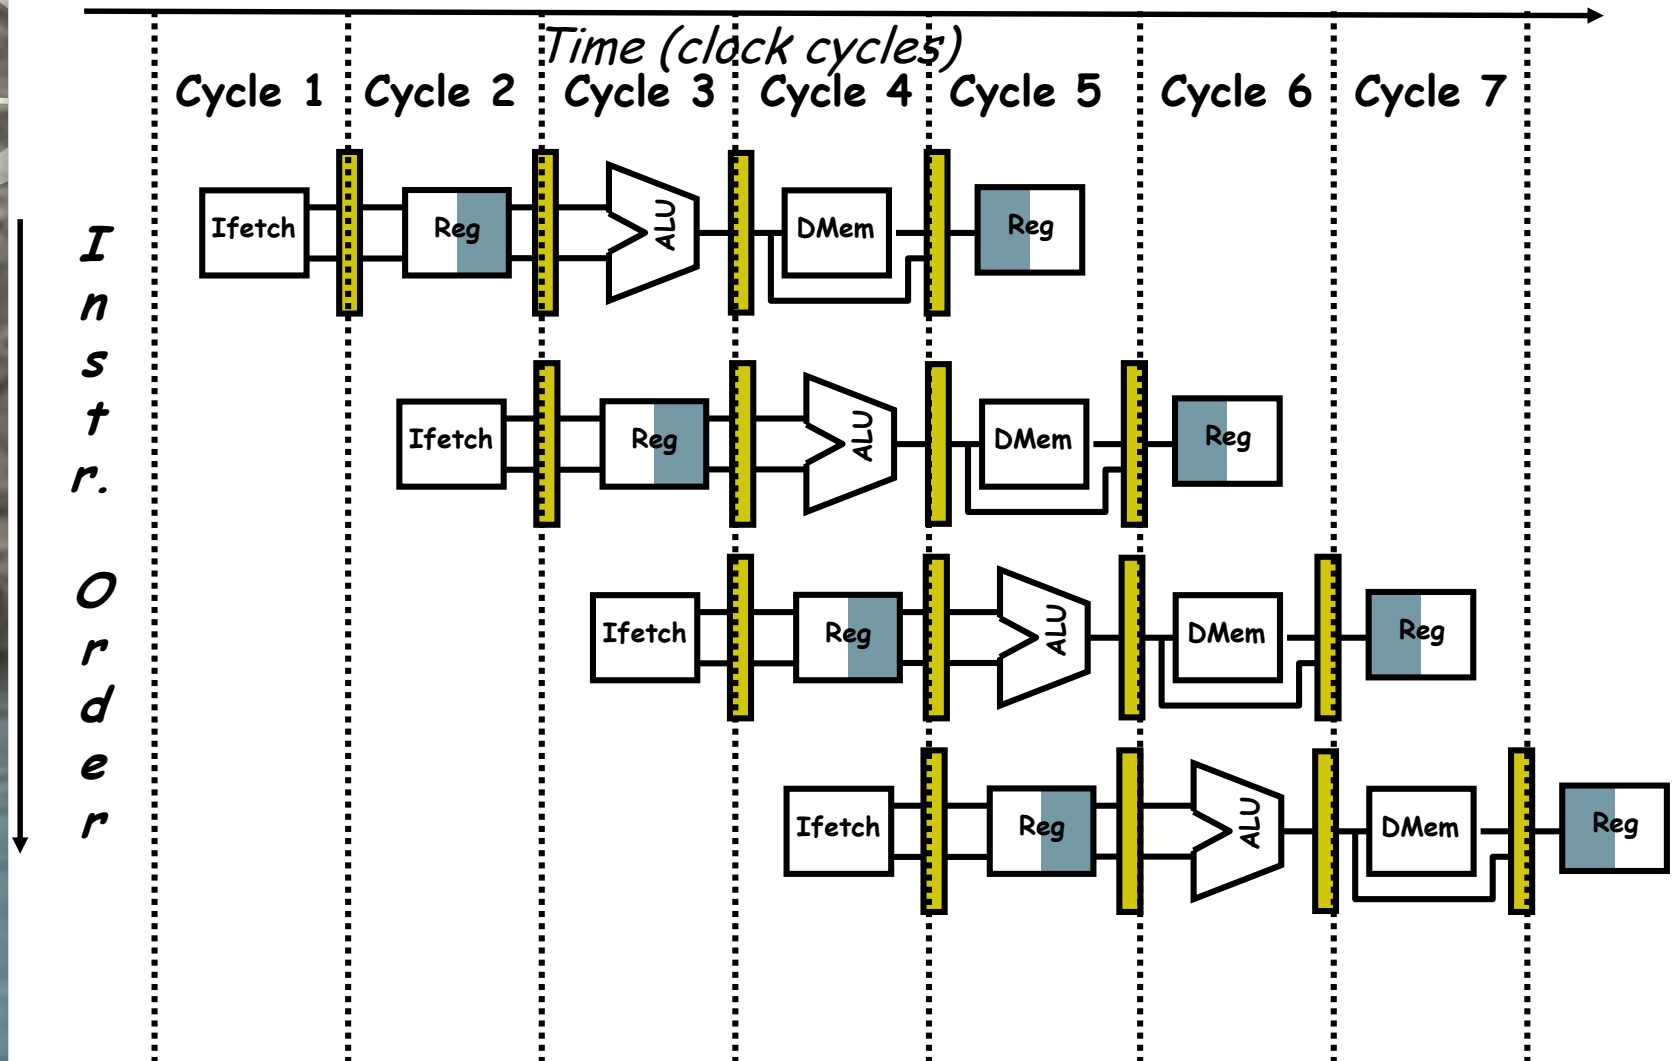 Time (clock cycles)
Cycle 1 Cycle 2 Cycle 3 Cycle 4 Cycle 5 Cycle 6 Cycle 7
Instr. Order
Ifetch Reg ALU DMem Reg
Ifetch Reg ALU DMem Reg
Ifetch Reg ALU DMem Reg
Ifetch Reg ALU DMem Reg